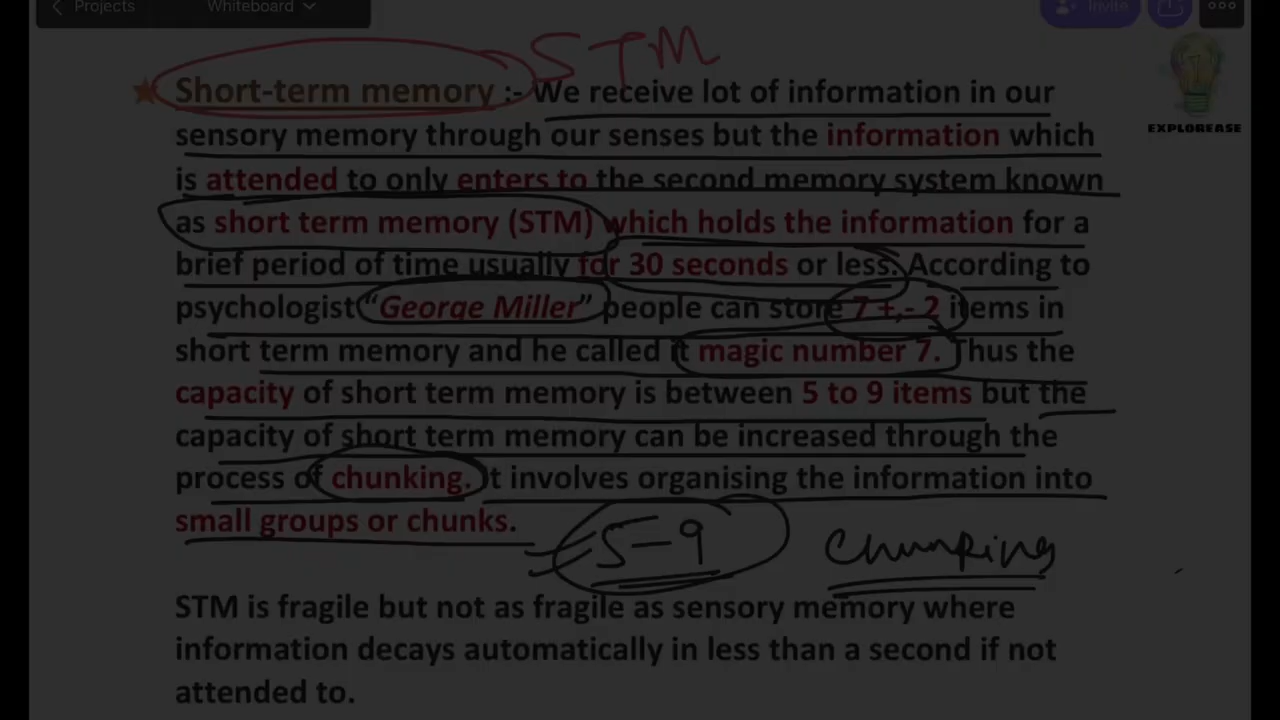 Projects
Whiteboard
Invite
STM
EXPLOREASE
Short-term memory :- We receive lot of information in our
sensory memory through our senses but the information which
is attended to only enters to the second memory system known
as short term memory (STM) which holds the information for a
brief period of time usually for 30 seconds or less. According to
psychologist "George Miller" people can store 7 +,- 2 items in
short term memory and he called it magic number 7. Thus the
capacity of short term memory is between 5 to 9 items but the
capacity of short term memory can be increased through the
process of chunking. It involves organising the information into
small groups or chunks.
5-9
Chunking
STM is fragile but not as fragile as sensory memory where
information decays automatically in less than a second if not
attended to.